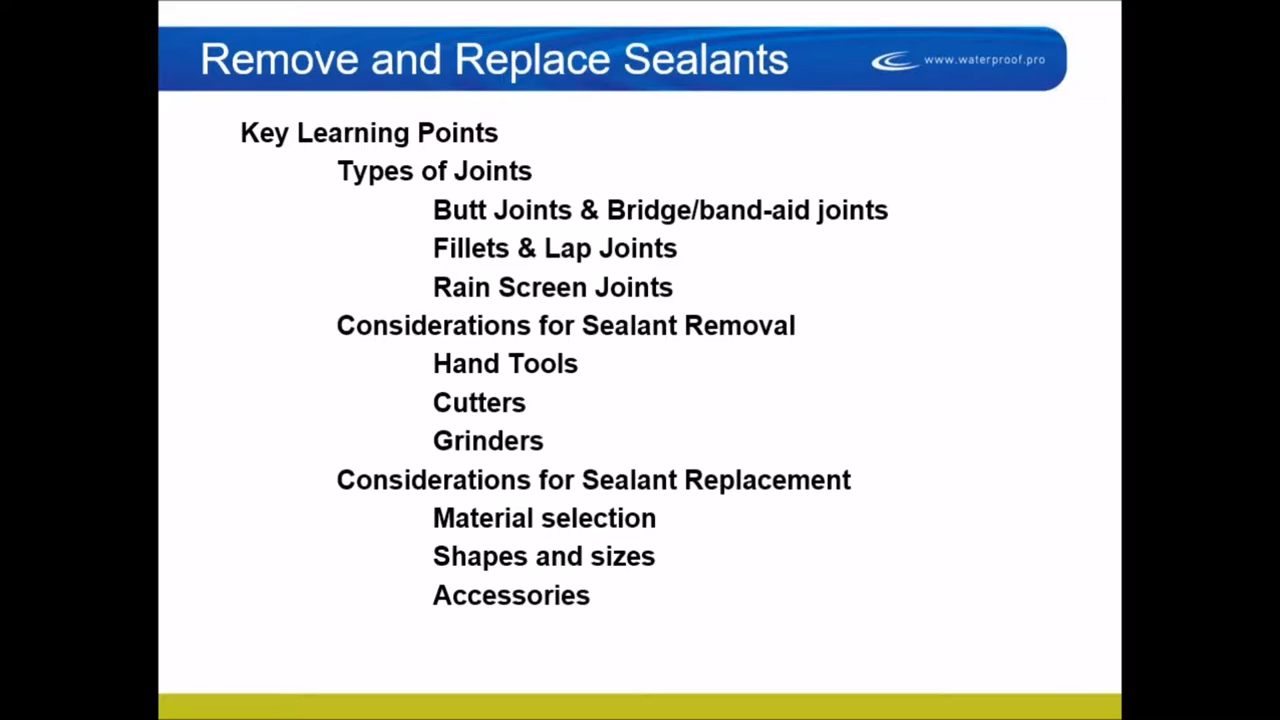 Remove and Replace Sealants
www.waterproof.pro
Key Learning Points
Types of Joints
Butt Joints & Bridge/band-aid joints
Fillets & Lap Joints
Rain Screen Joints
Considerations for Sealant Removal
Hand Tools
Cutters
Grinders
Considerations for Sealant Replacement
Material selection
Shapes and sizes
Accessories